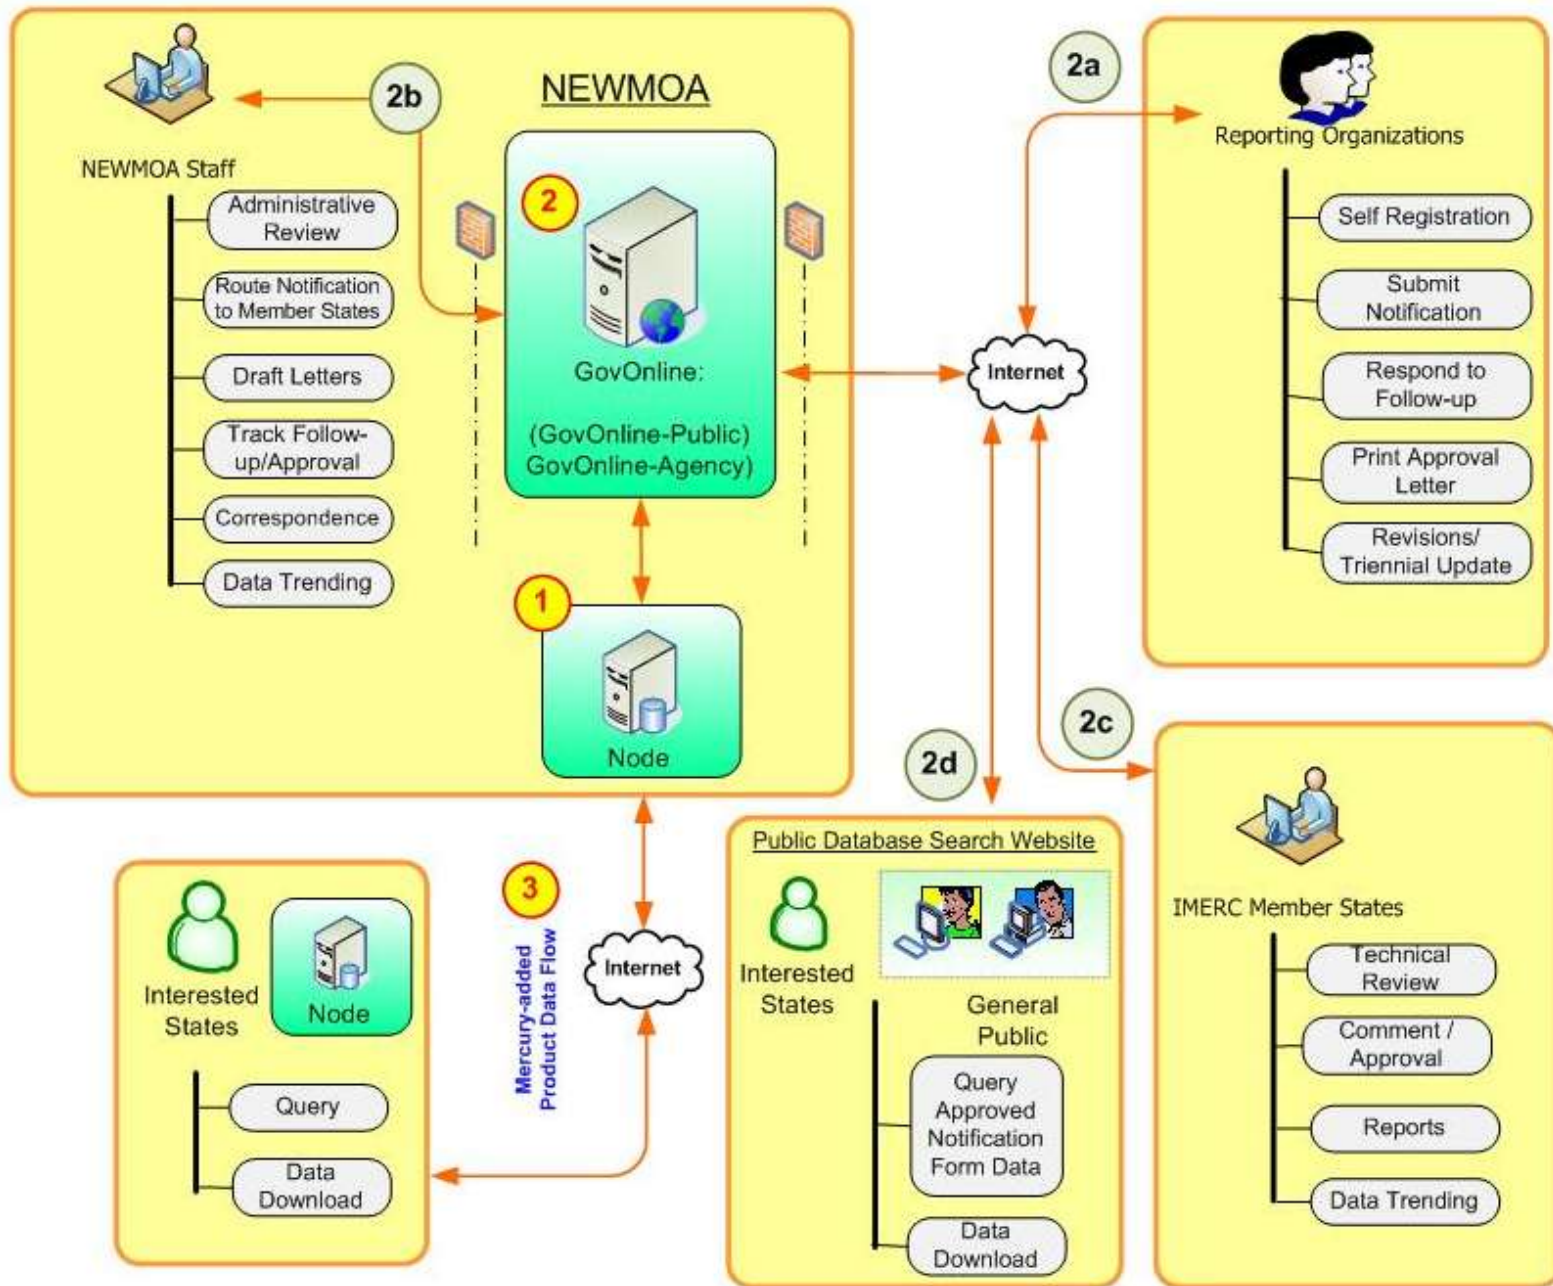 NEWMOA
2b
NEWMOA Staff
Administrative
Review
Route Notification
to Member States
Draft Letters
Track Follow-
up/Approval
Correspondence
Data Trending
2
GovOnline:
(GovOnline-Public)
GovOnline-Agency)
1
Node
Internet
2a
Reporting Organizations
Self Registration
Submit
Notification
Respond to
Follow-up
Print Approval
Letter
Revisions/
Triennial Update
2c
IMERC Member States
Technical
Review
Comment /
Approval
Reports
Data Trending
2d
Public Database Search Website
Interested
States
General
Public
Query
Approved
Notification
Form Data
Data
Download
3
Mercury-added
Product Data Flow
Internet
Interested
States
Node
Query
Data
Download